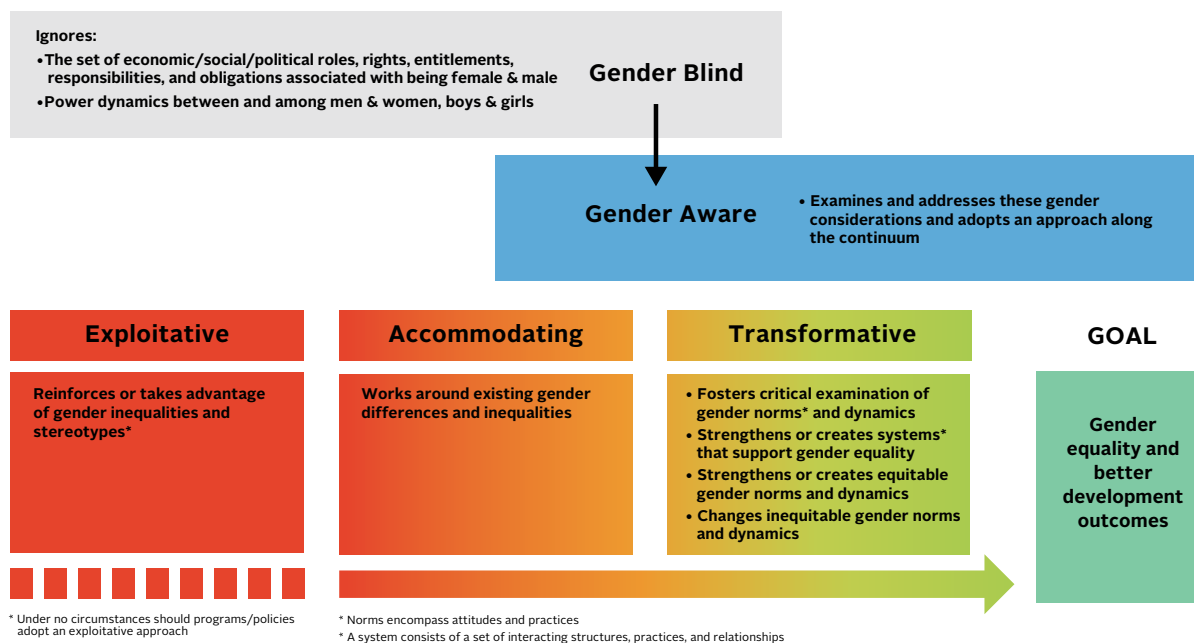 Ignores:
•The set of economic/social/political roles, rights, entitlements,
responsibilities, and obligations associated with being female & male
•Power dynamics between and among men & women, boys & girls
Gender Blind
Gender Aware
• Examines and addresses these gender
considerations and adopts an approach along
the continuum
Exploitative
Reinforces or takes advantage
of gender inequalities and
stereotypes*
Accommodating
Works around existing gender
differences and inequalities
Transformative
• Fosters critical examination of
gender norms* and dynamics
• Strengthens or creates systems*
that support gender equality
• Strengthens or creates equitable
gender norms and dynamics
• Changes inequitable gender norms
and dynamics
GOAL
Gender
equality and
better
development
outcomes
* Under no circumstances should programs/policies
adopt an exploitative approach
* Norms encompass attitudes and practices
* A system consists of a set of interacting structures, practices, and relationships